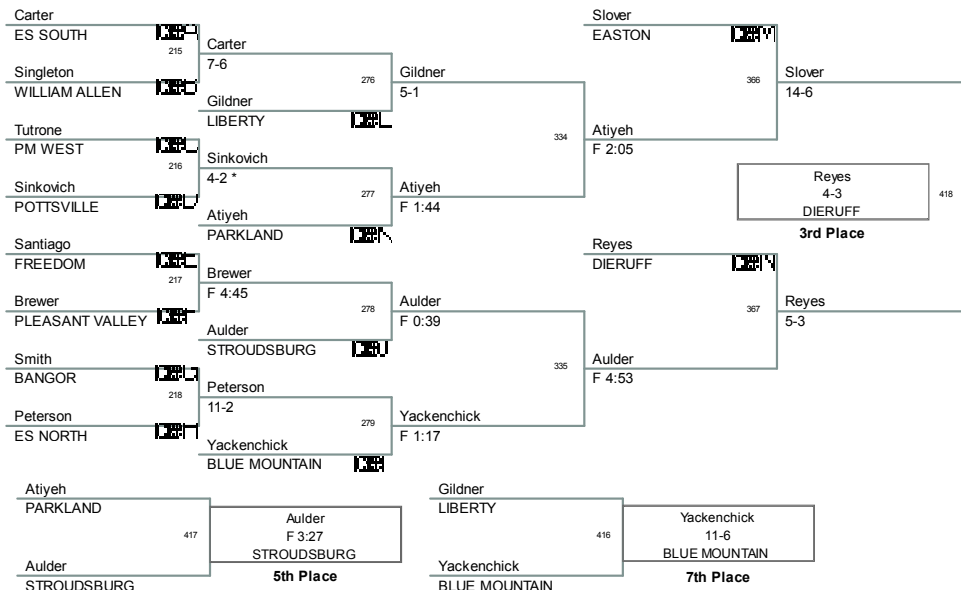 Carter
ES SOUTH
215
Singleton
WILLIAM ALLEN
Carter
7-6
276
Gildner
LIBERTY
Tutrone
PM WEST
216
Sinkovich
POTTSVILLE
Sinkovich
4-2 *
277
Atiyeh
PARKLAND
Gildner
5-1
334
Atiyeh
F 1:44
Santiago
FREEDOM
217
Brewer
PLEASANT VALLEY
Brewer
F 4:45
278
Aulder
STROUDSBURG
Smith
BANGOR
218
Peterson
ES NORTH
Peterson
11-2
279
Yackenchick
BLUE MOUNTAIN
Aulder
F 0:39
335
Yackenchick
F 1:17
Slover
EASTON
366
Atiyeh
F 2:05
Slover
14-6
Reyes
4-3
DIERUFF
418
3rd Place
Reyes
DIERUFF
367
Aulder
F 4:53
Reyes
5-3
Atiyeh
PARKLAND
417
Aulder
STROUDSBURG
Aulder
F 3:27
STROUDSBURG
5th Place
Gildner
LIBERTY
416
Yackenchick
BLUE MOUNTAIN
Yackenchick
11-6
BLUE MOUNTAIN
7th Place